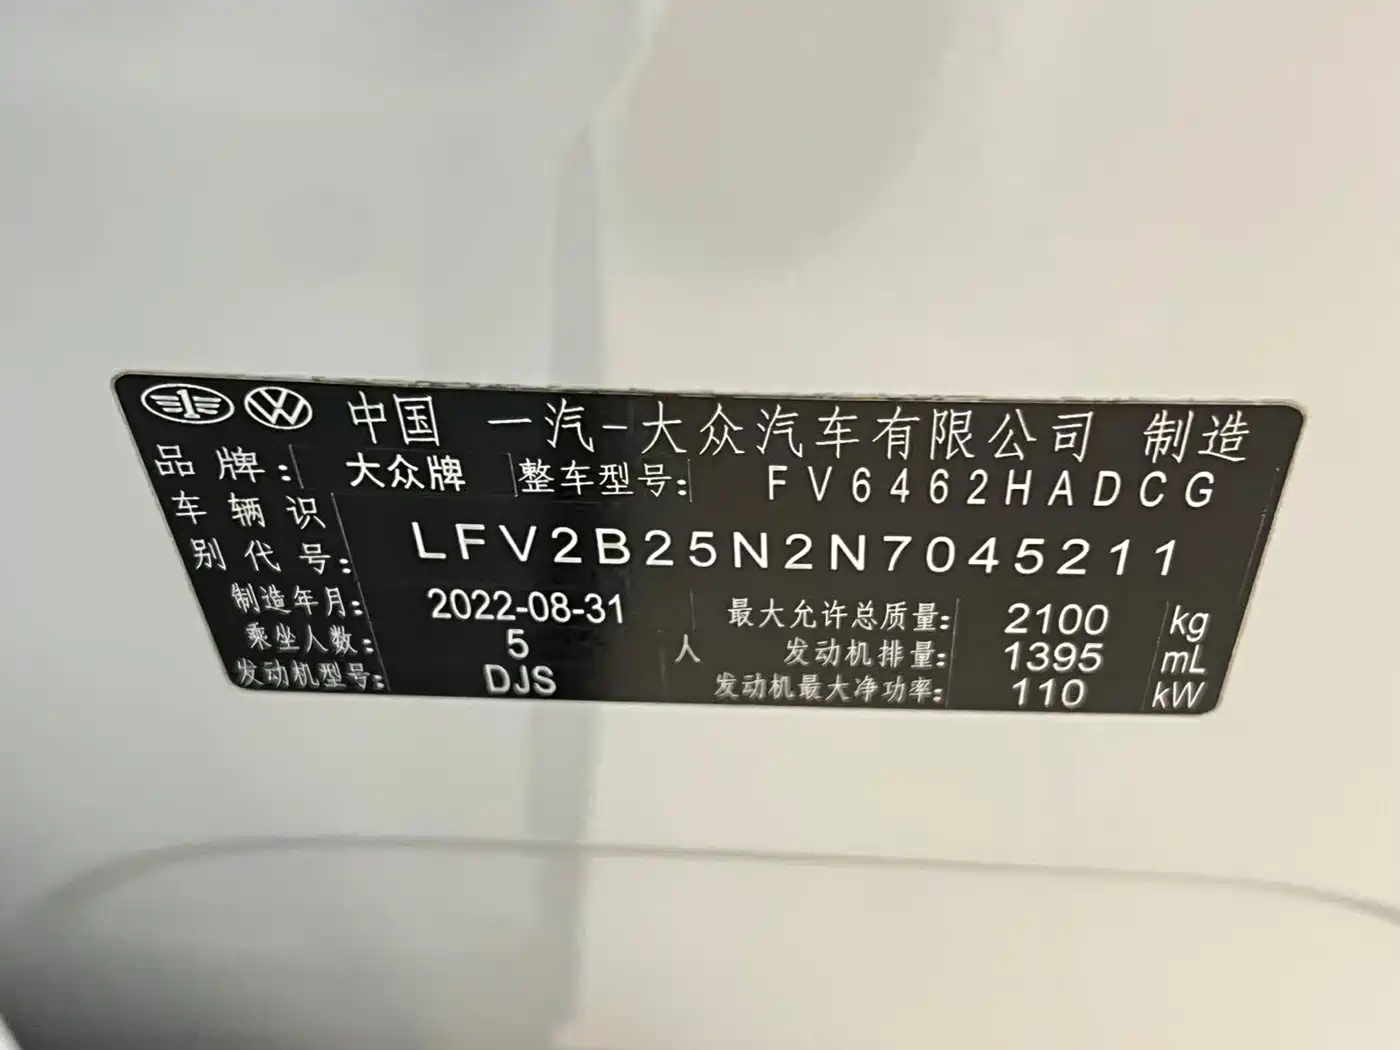 中国 一汽-大众汽车有限公司 制造
品牌: 大众牌 整车型号: FV6462HADCG
车辆识
别代号: LFV2B25N2N7045211
制造年月: 2022-08-31 最大允许总质量: 2100 kg
乘坐人数: 5 人 发动机排量: 1395 mL
发动机型号: DJS 发动机最大净功率: 110 kW